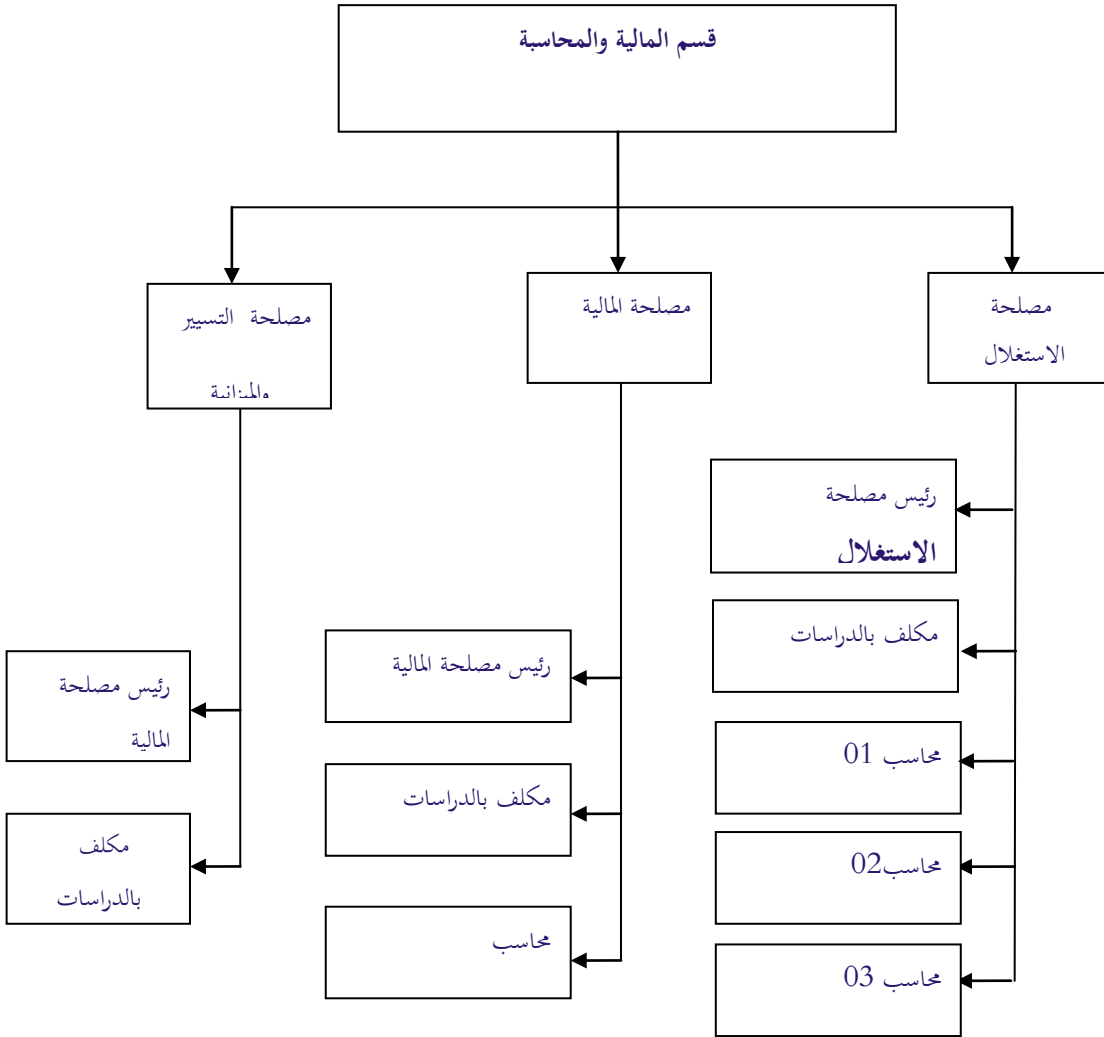 قسم المالية والمحاسبة
مصلحة
الاستغلال
مصلحة المالية
مصلحة التسيير
والميزانية
رئيس مصلحة
الاستغلال
مكلف بالدراسات
محاسب 01
محاسب02
محاسب 03
رئيس مصلحة المالية
مكلف بالدراسات
محاسب
رئيس مصلحة
المالية
مكلف
بالدراسات